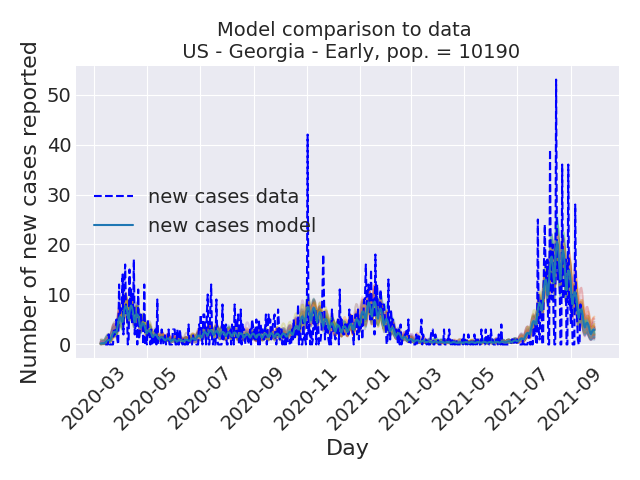 Model comparison to data
US - Georgia - Early, pop. = 10190
Number of new cases reported
50
40
30
20
10
0
new cases data
new cases model
2020-03
2020-05
2020-07
2020-09
2020-11
2021-01
2021-03
2021-05
2021-07
2021-09
Day